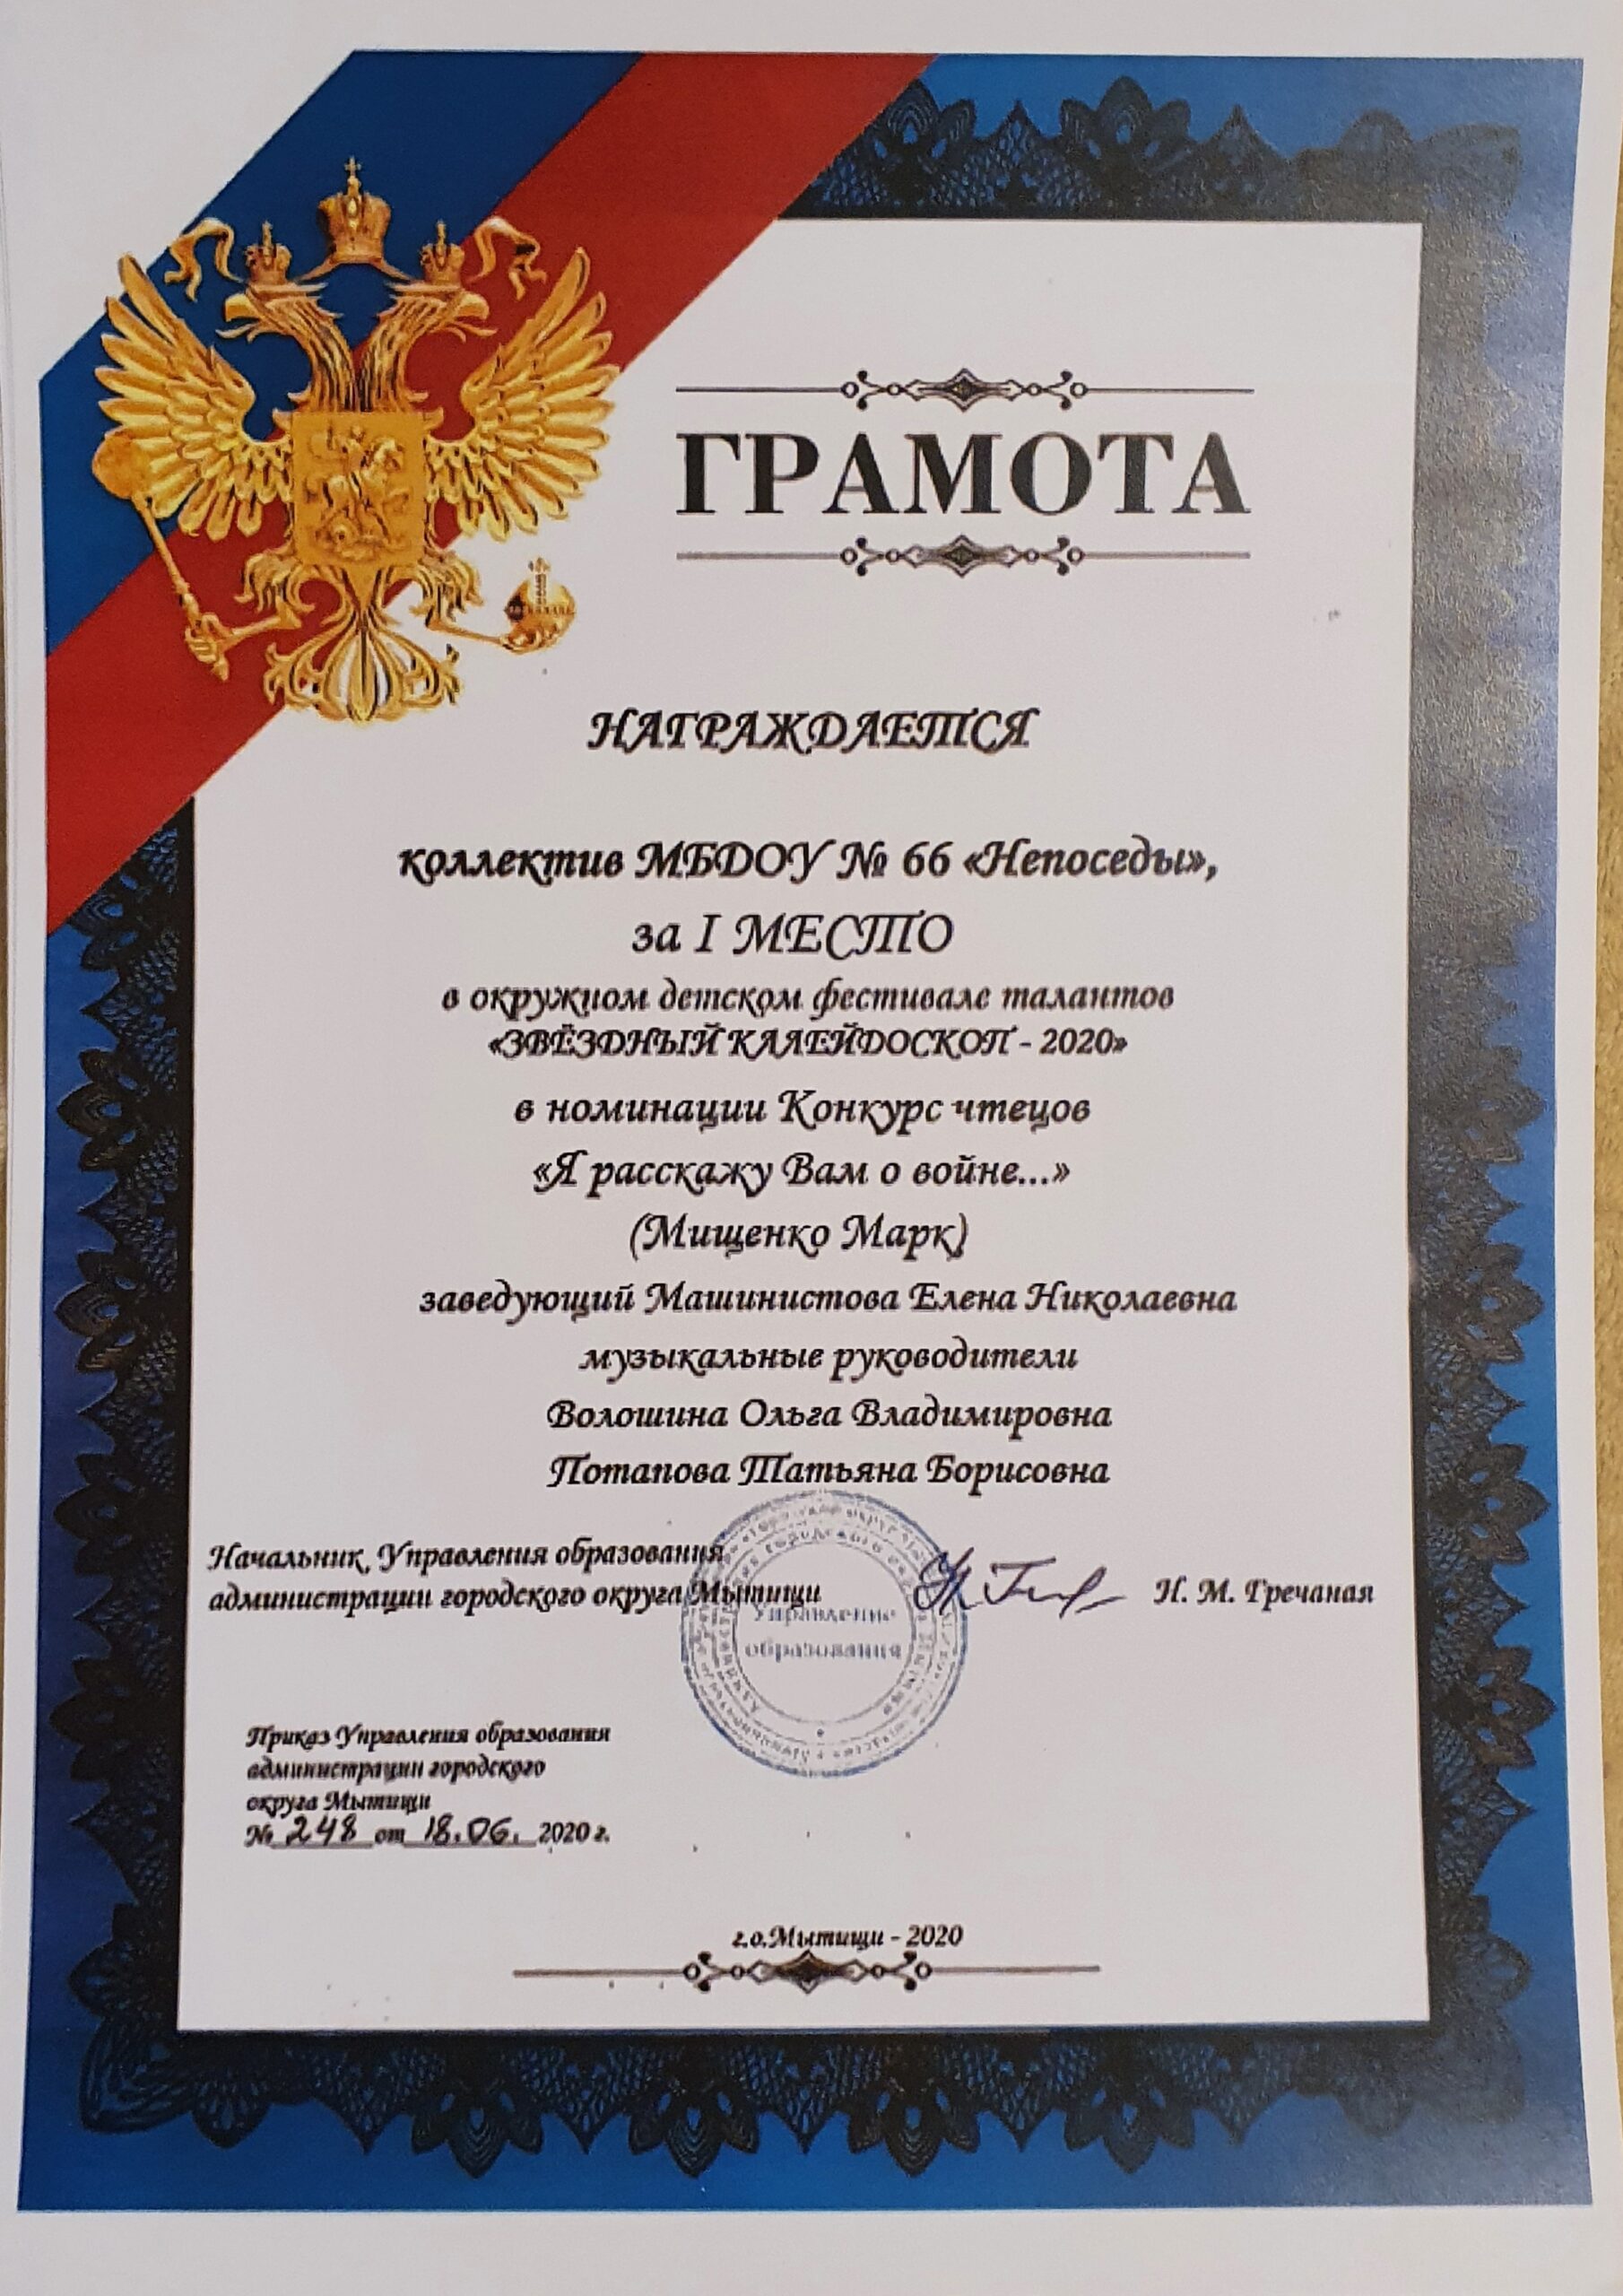 ГРАМОТА
НАГРАЖДАЕТСЯ
коллектив МБДОУ № 66 «Непоседы»,
за I МЕСТО
в окружном детском фестивале талантов
«ЗВЁЗДНЫЙ КАЛЕЙДОСКОП - 2020»
в номинации Конкурс чтецов
«Я расскажу Вам о войне...»
(Мищенко Марк)
заведующий Машинистова Елена Николаевна
музыкальные руководители
Волошина Ольга Владимировна
Потапова Татьяна Борисовна
Начальник Управления образования
администрации городского округа Мытищи
Н. М. Гречаная
Управление
образования
Приказ Управления образования
администрации городского
округа Мытищи
№ 248 от 18.06. 2020 г.
г.о.Мытищи - 2020